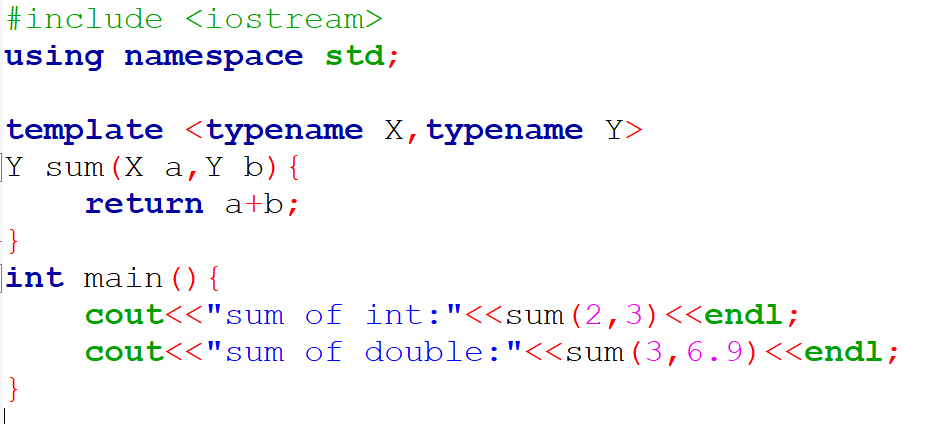 #include <iostream>
using namespace std;
template <typename X,typename Y>
Y sum(X a,Y b){
return a+b;
}
int main(){
cout<<"sum of int:"<<sum(2,3)<<endl;
cout<<"sum of double:"<<sum(3,6.9)<<endl;
}